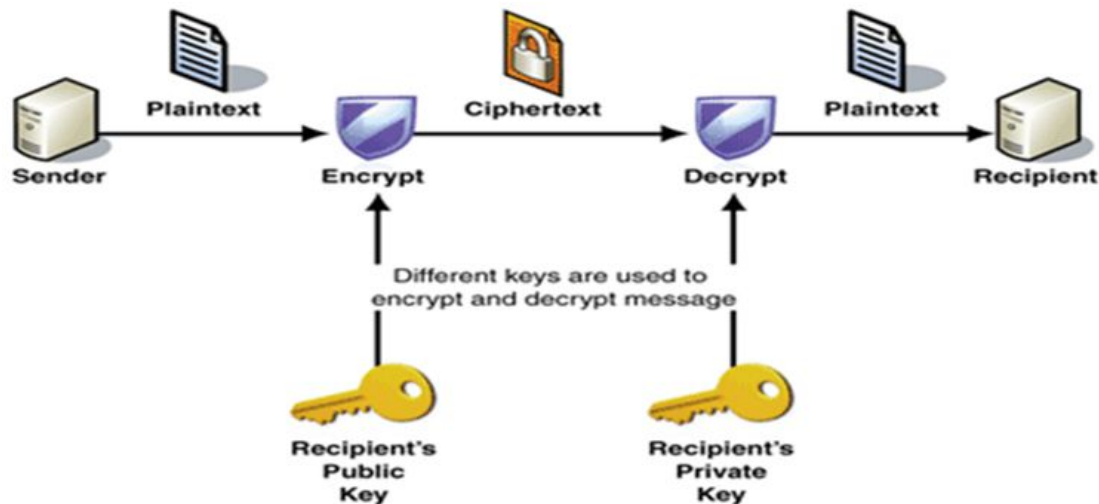 Plaintext
Ciphertext
Plaintext
Sender
Encrypt
Decrypt
Recipient
Different keys are used to
encrypt and decrypt message
Recipient's
Public
Key
Recipient's
Private
Key